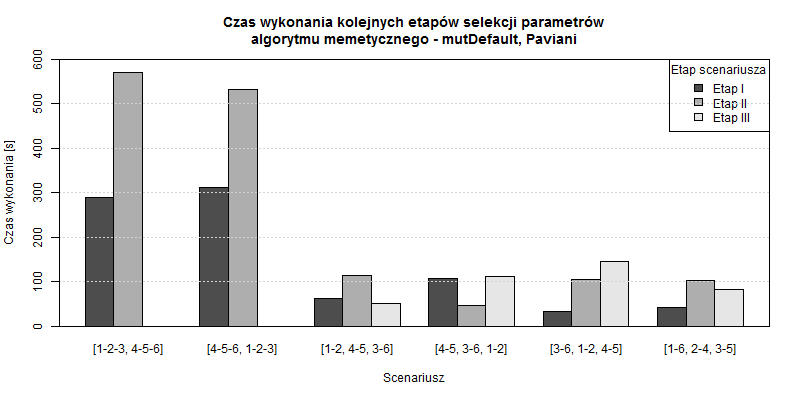 Czas wykonania kolejnych etapów selekcji parametrów
algorytmu memetycznego - mutDefault, Paviani
Czas wykonania [s]
600
500
400
300
200
100
0
Etap scenariusza
Etap I
Etap II
Etap III
[1-2-3, 4-5-6] [4-5-6, 1-2-3] [1-2, 4-5, 3-6] [4-5, 3-6, 1-2] [3-6, 1-2, 4-5] [1-6, 2-4, 3-5]
Scenariusz